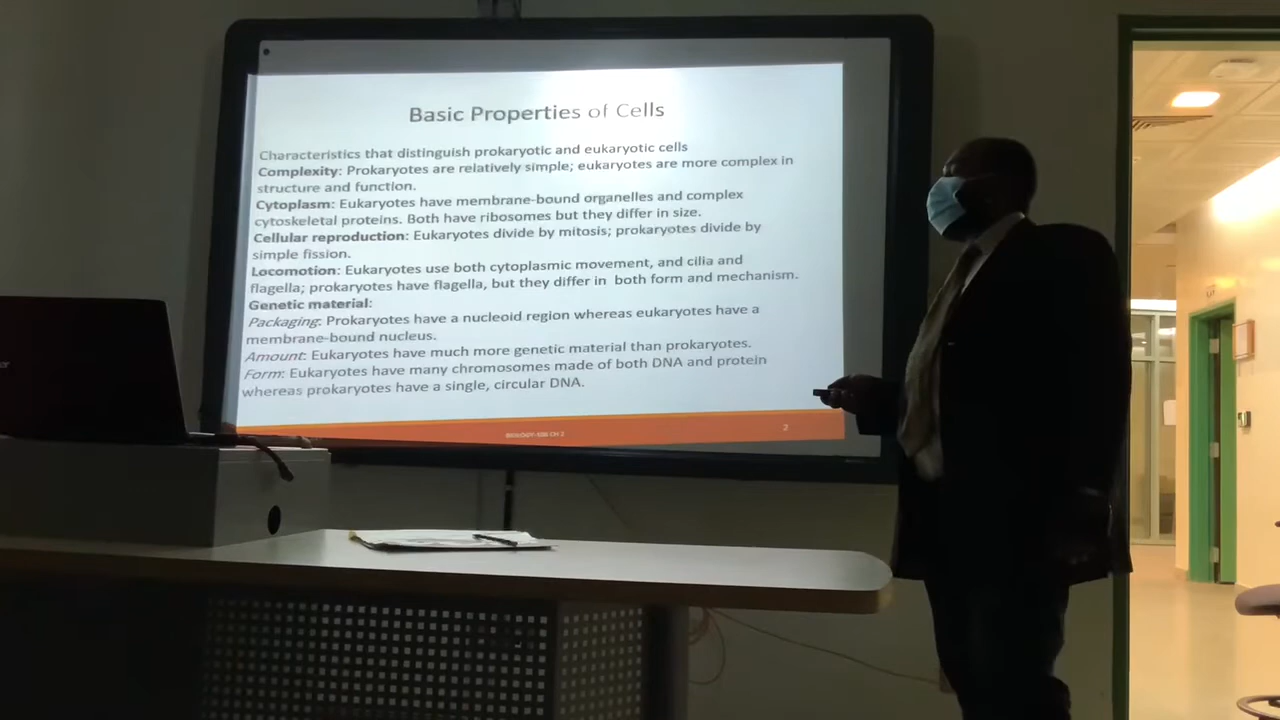 Basic Properties of Cells
Characteristics that distinguish prokaryotic and eukaryotic cells
Complexity: Prokaryotes are relatively simple; eukaryotes are more complex in
structure and function.
Cytoplasm: Eukaryotes have membrane-bound organelles and complex
cytoskeletal proteins. Both have ribosomes but they differ in size.
Cellular reproduction: Eukaryotes divide by mitosis; prokaryotes divide by
simple fission.
Locomotion: Eukaryotes use both cytoplasmic movement, and cilia and
flagella; prokaryotes have flagella, but they differ in both form and mechanism.
Genetic material:
Packaging: Prokaryotes have a nucleoid region whereas eukaryotes have a
membrane-bound nucleus.
Amount: Eukaryotes have much more genetic material than prokaryotes.
Form: Eukaryotes have many chromosomes made of both DNA and protein
whereas prokaryotes have a single, circular DNA.
CH 2
2